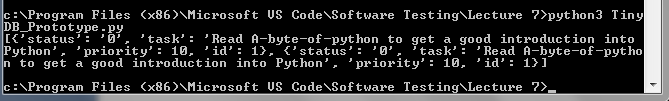 c:\Program Files (x86)\Microsoft VS Code\Software Testing\Lecture 7>python3 Tiny
DB_Prototype.py
[{'status': '0', 'task': 'Read A-byte-of-python to get a good introduction into
Python', 'priority': 10, 'id': 1}, {'status': '0', 'task': 'Read A-byte-of-pytho
n to get a good introduction into Python', 'priority': 10, 'id': 1}]
c:\Program Files (x86)\Microsoft VS Code\Software Testing\Lecture 7>_